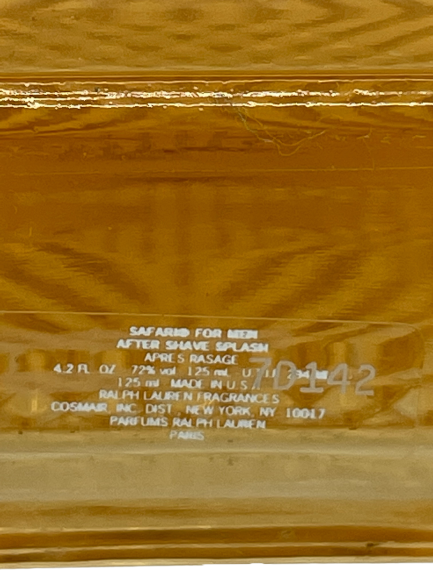 SAFARI® FOR MEN
AFTER SHAVE SPLASH
APRES RASAGE
4.2 FL. OZ. 72% vol 125 ml
125 ml MADE IN U.S.A.
7D142
RALPH LAUREN FRAGRANCES
COSMAIR, INC. DIST., NEW YORK, NY 10017
PARFUMS RALPH LAUREN
PARIS